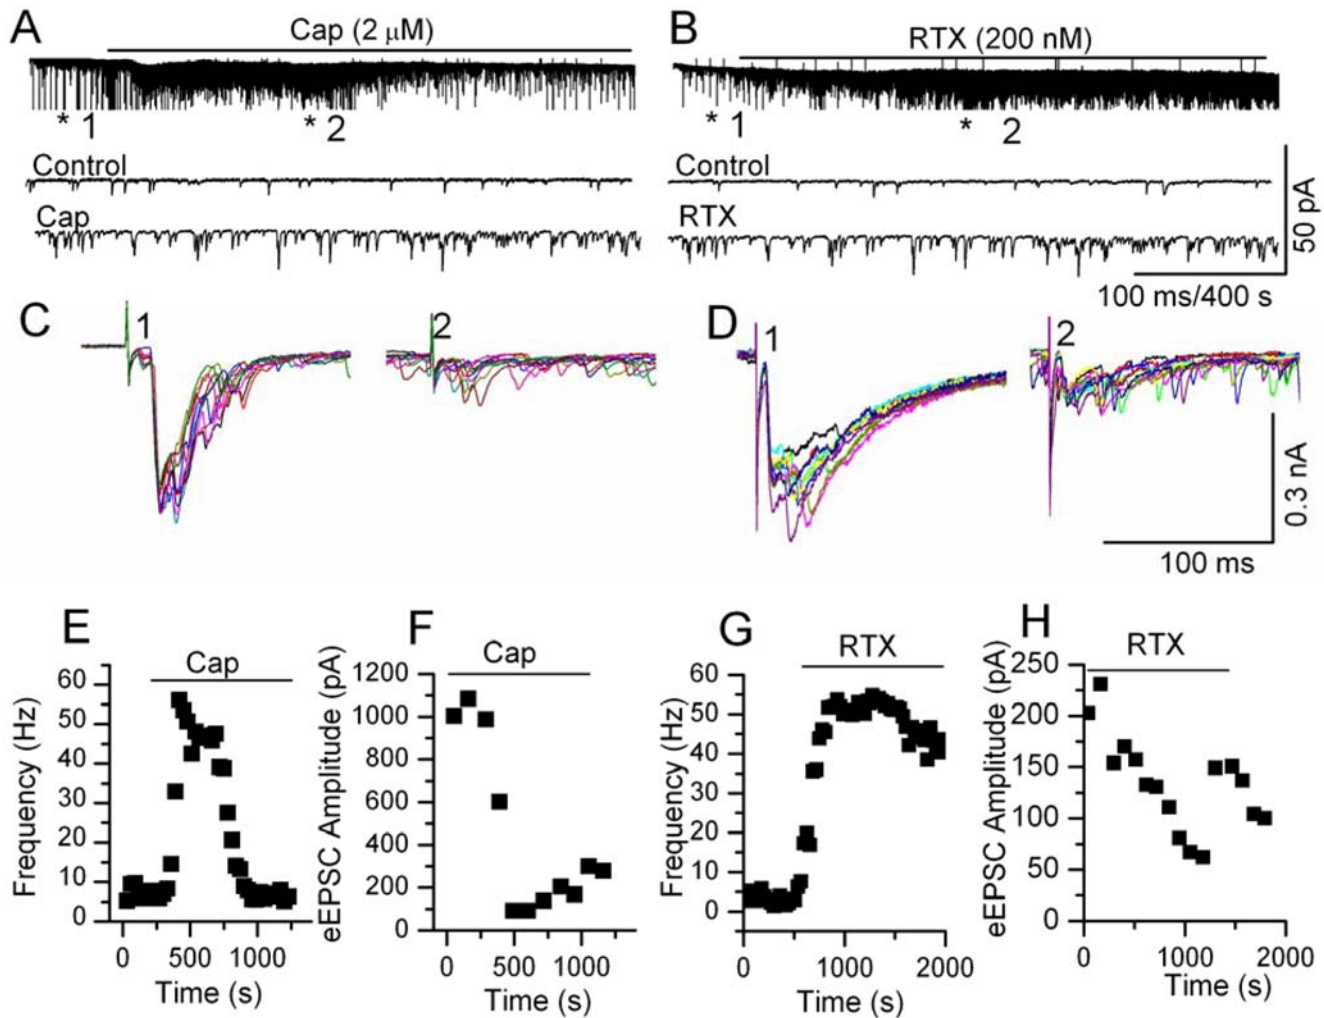 A
Cap (2 μM)
* 1
* 2
Control
Cap
B
RTX (200 nM)
* 1
* 2
Control
RTX
50 pA
100 ms/400 s
C
1
2
D
1
2
0.3 nA
100 ms
E
Cap
Frequency (Hz)
60
50
40
30
20
10
0
0
500
1000
Time (s)
F
Cap
eEPSC Amplitude (pA)
1200
1000
800
600
400
200
0
0
500
1000
Time (s)
G
RTX
Frequency (Hz)
60
50
40
30
20
10
0
0
1000
2000
Time (s)
H
RTX
eEPSC Amplitude (pA)
250
200
150
100
50
0
0
1000
2000
Time (s)